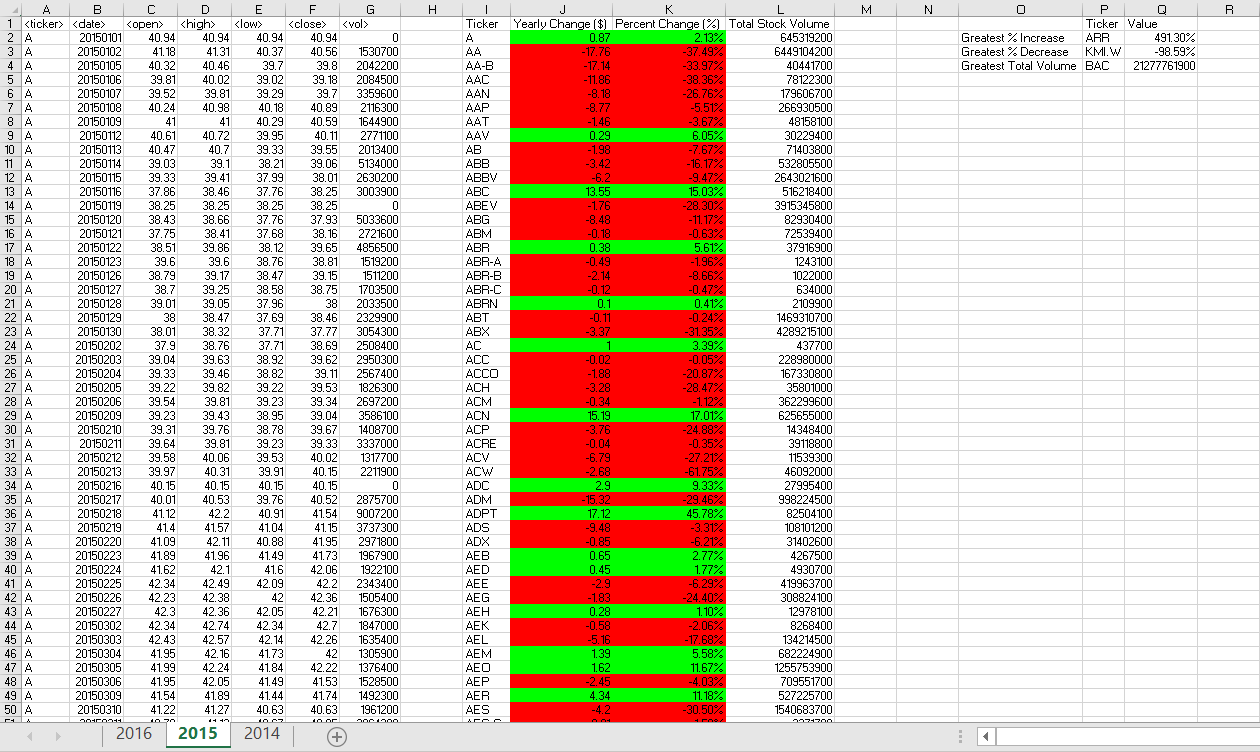 A B C D E F G H I J K L M N O P Q R
1 <ticker> <date> <open> <high> <low> <close> <vol> Ticker Yearly Change ($) Percent Change (%) Total Stock Volume Ticker Value
2 A 20150101 40.94 40.94 40.94 40.94 0 A 0.87 2.13% 645319200 Greatest % Increase ARR 491.30%
3 A 20150102 41.18 41.31 40.37 40.56 1530700 AA -17.76 -37.49% 6449104200 Greatest % Decrease KMI.W -98.59%
4 A 20150105 40.32 40.46 39.7 39.8 2042200 AA-B -17.14 -33.97% 40441700 Greatest Total Volume BAC 21277761900
5 A 20150106 39.81 40.02 39.02 39.18 2084500 AAC -11.86 -38.36% 78122300
6 A 20150107 39.52 39.81 39.29 39.7 3359600 AAN -8.18 -26.76% 179606700
7 A 20150108 40.24 40.98 40.18 40.89 2116300 AAP -8.77 -5.51% 266930500
8 A 20150109 41 41 40.29 40.59 1644900 AAT -1.46 -3.67% 48158100
9 A 20150112 40.61 40.72 39.95 40.11 2771100 AAV 0.29 6.05% 30229400
10 A 20150113 40.47 40.7 39.33 39.55 2013400 AB -1.98 -7.67% 71403800
11 A 20150114 39.03 39.1 38.21 39.06 5134000 ABB -3.42 -16.17% 532805500
12 A 20150115 39.33 39.41 37.99 38.01 2630200 ABBV -6.2 -9.47% 2643021600
13 A 20150116 37.86 38.46 37.76 38.25 3003900 ABC 13.55 15.03% 516218400
14 A 20150119 38.25 38.25 38.25 38.25 0 ABEV -1.76 -28.30% 3915345800
15 A 20150120 38.43 38.66 37.76 37.93 5033600 ABG -8.48 -11.17% 82930400
16 A 20150121 37.75 38.41 37.68 38.16 2721600 ABM -0.18 -0.63% 72539400
17 A 20150122 38.51 39.86 38.12 39.65 4856500 ABR 0.38 5.61% 37916900
18 A 20150123 39.6 39.6 38.76 38.81 1519200 ABR-A -0.49 -1.96% 1243100
19 A 20150126 38.79 39.17 38.47 39.15 1511200 ABR-B -2.14 -8.66% 1022000
20 A 20150127 38.7 39.25 38.58 38.75 1703500 ABR-C -0.12 -0.47% 634000
21 A 20150128 39.01 39.05 37.96 38 2033500 ABRN 0.1 0.41% 2109900
22 A 20150129 38 38.47 37.69 38.46 2329900 ABT -0.11 -0.24% 1469310700
23 A 20150130 38.01 38.32 37.71 37.77 3054300 ABX -3.37 -31.35% 4289215100
24 A 20150202 37.9 38.76 37.71 38.69 2508400 AC 1 3.39% 437700
25 A 20150203 39.04 39.63 38.92 39.62 2950300 ACC -0.02 -0.05% 228980000
26 A 20150204 39.33 39.46 38.82 39.11 2567400 ACCO -1.88 -20.87% 167330800
27 A 20150205 39.22 39.82 39.22 39.53 1826300 ACH -3.28 -28.47% 35801000
28 A 20150206 39.54 39.81 39.23 39.34 2697200 ACM -0.34 -1.12% 362299600
29 A 20150209 39.23 39.43 38.95 39.04 3586100 ACN 15.19 17.01% 625655000
30 A 20150210 39.31 39.76 38.78 39.67 1408700 ACP -3.76 -24.88% 14348400
31 A 20150211 39.64 39.81 39.23 39.33 3337000 ACRE -0.04 -0.35% 39118800
32 A 20150212 39.58 40.06 39.53 40.02 1317700 ACV -6.79 -27.21% 11539300
33 A 20150213 39.97 40.31 39.91 40.15 2211900 ACW -2.68 -61.75% 46092000
34 A 20150216 40.15 40.15 40.15 40.15 0 ADC 2.9 9.33% 27995400
35 A 20150217 40.01 40.53 39.76 40.52 2875700 ADM -15.32 -29.46% 998224500
36 A 20150218 41.12 42.2 40.91 41.54 9007200 ADPT 17.12 45.78% 82504100
37 A 20150219 41.4 41.57 41.04 41.15 3737300 ADS -9.48 -3.31% 108101200
38 A 20150220 41.09 42.11 40.88 41.95 2971800 ADX -0.85 -6.21% 31402600
39 A 20150223 41.89 41.96 41.49 41.73 1967900 AEB 0.65 2.77% 4267500
40 A 20150224 41.62 42.1 41.6 42.06 1922100 AED 0.45 1.77% 4930700
41 A 20150225 42.34 42.49 42.09 42.2 2343400 AEE -2.9 -6.29% 419963700
42 A 20150226 42.23 42.38 42 42.36 1505400 AEG -1.83 -24.40% 308824100
43 A 20150227 42.3 42.36 42.05 42.21 1676300 AEH 0.28 1.10% 12978100
44 A 20150302 42.34 42.74 42.34 42.7 1847000 AEK -0.58 -2.06% 8268400
45 A 20150303 42.43 42.57 42.14 42.26 1635400 AEL -5.16 -17.68% 134214500
46 A 20150304 41.95 42.16 41.73 42 1305900 AEM 1.39 5.58% 682224900
47 A 20150305 41.99 42.24 41.84 42.22 1376400 AEO 1.62 11.67% 1255753900
48 A 20150306 41.95 42.05 41.49 41.53 1528500 AEP -2.45 -4.03% 709551700
49 A 20150309 41.54 41.89 41.44 41.74 1492300 AER 4.34 11.18% 527225700
50 A 20150310 41.22 41.27 40.63 40.63 1961200 AES -4.2 -30.50% 1540683700
2016 2015 2014